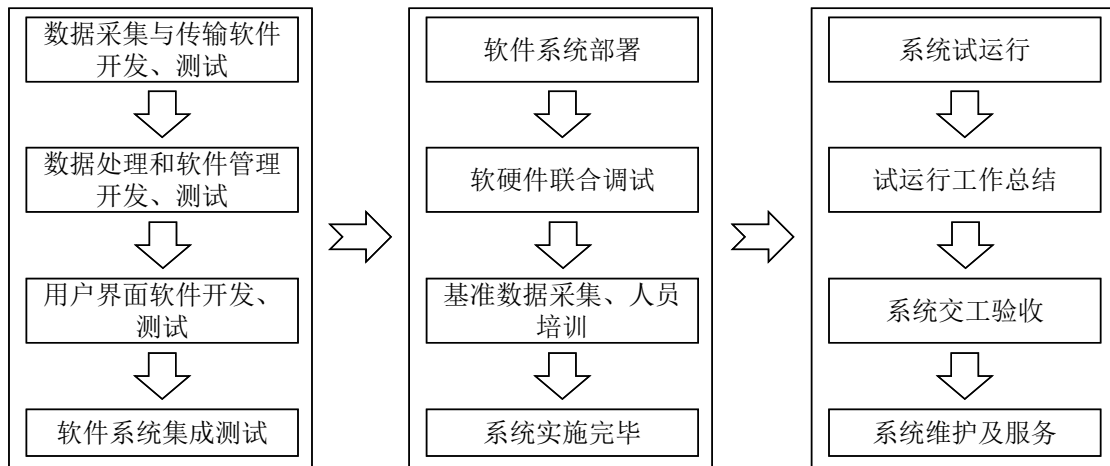 数据采集与传输软件
开发、测试
数据处理和软件管理
开发、测试
用户界面软件开发、
测试
软件系统集成测试
软件系统部署
软硬件联合调试
基准数据采集、人员
培训
系统实施完毕
系统试运行
试运行工作总结
系统交工验收
系统维护及服务